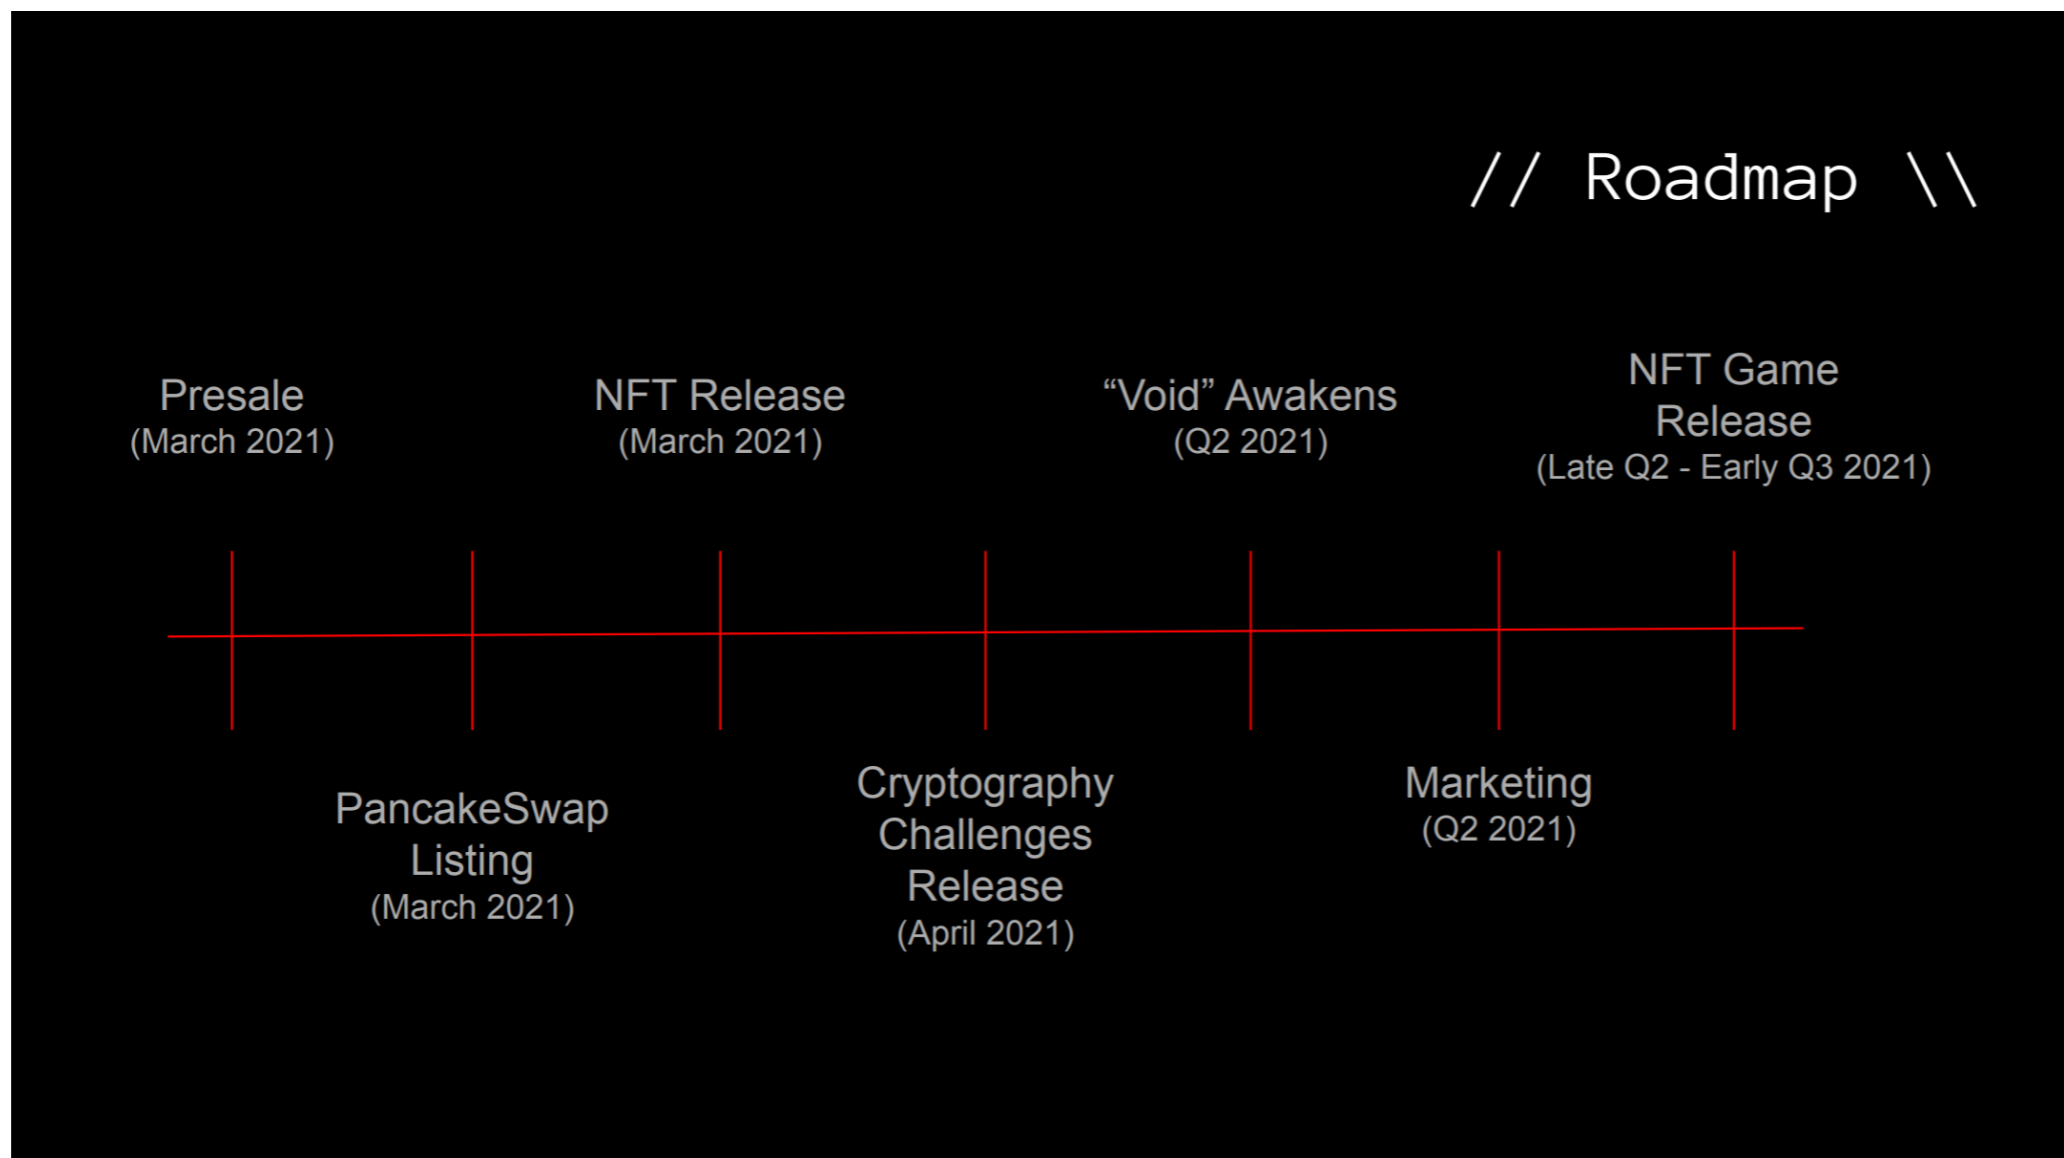 // Roadmap \\
Presale
(March 2021)
PancakeSwap
Listing
(March 2021)
NFT Release
(March 2021)
Cryptography
Challenges
Release
(April 2021)
“Void” Awakens
(Q2 2021)
Marketing
(Q2 2021)
NFT Game
Release
(Late Q2 - Early Q3 2021)